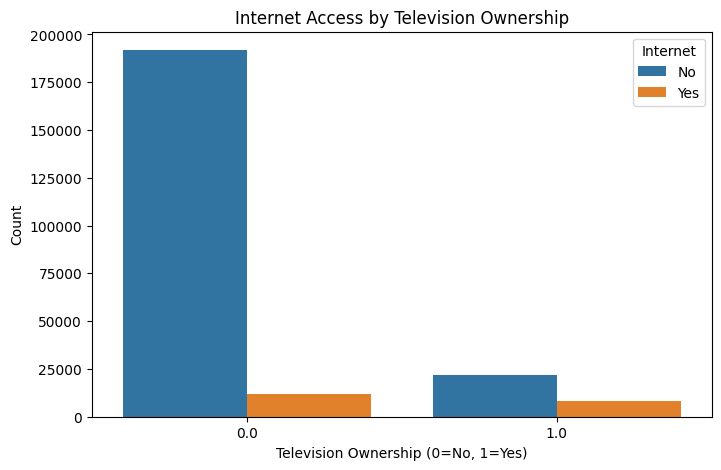 Internet Access by Television Ownership
Internet
No
Yes
200000
175000
150000
125000
100000
75000
50000
25000
0
Count
0.0
1.0
Television Ownership (0=No, 1=Yes)